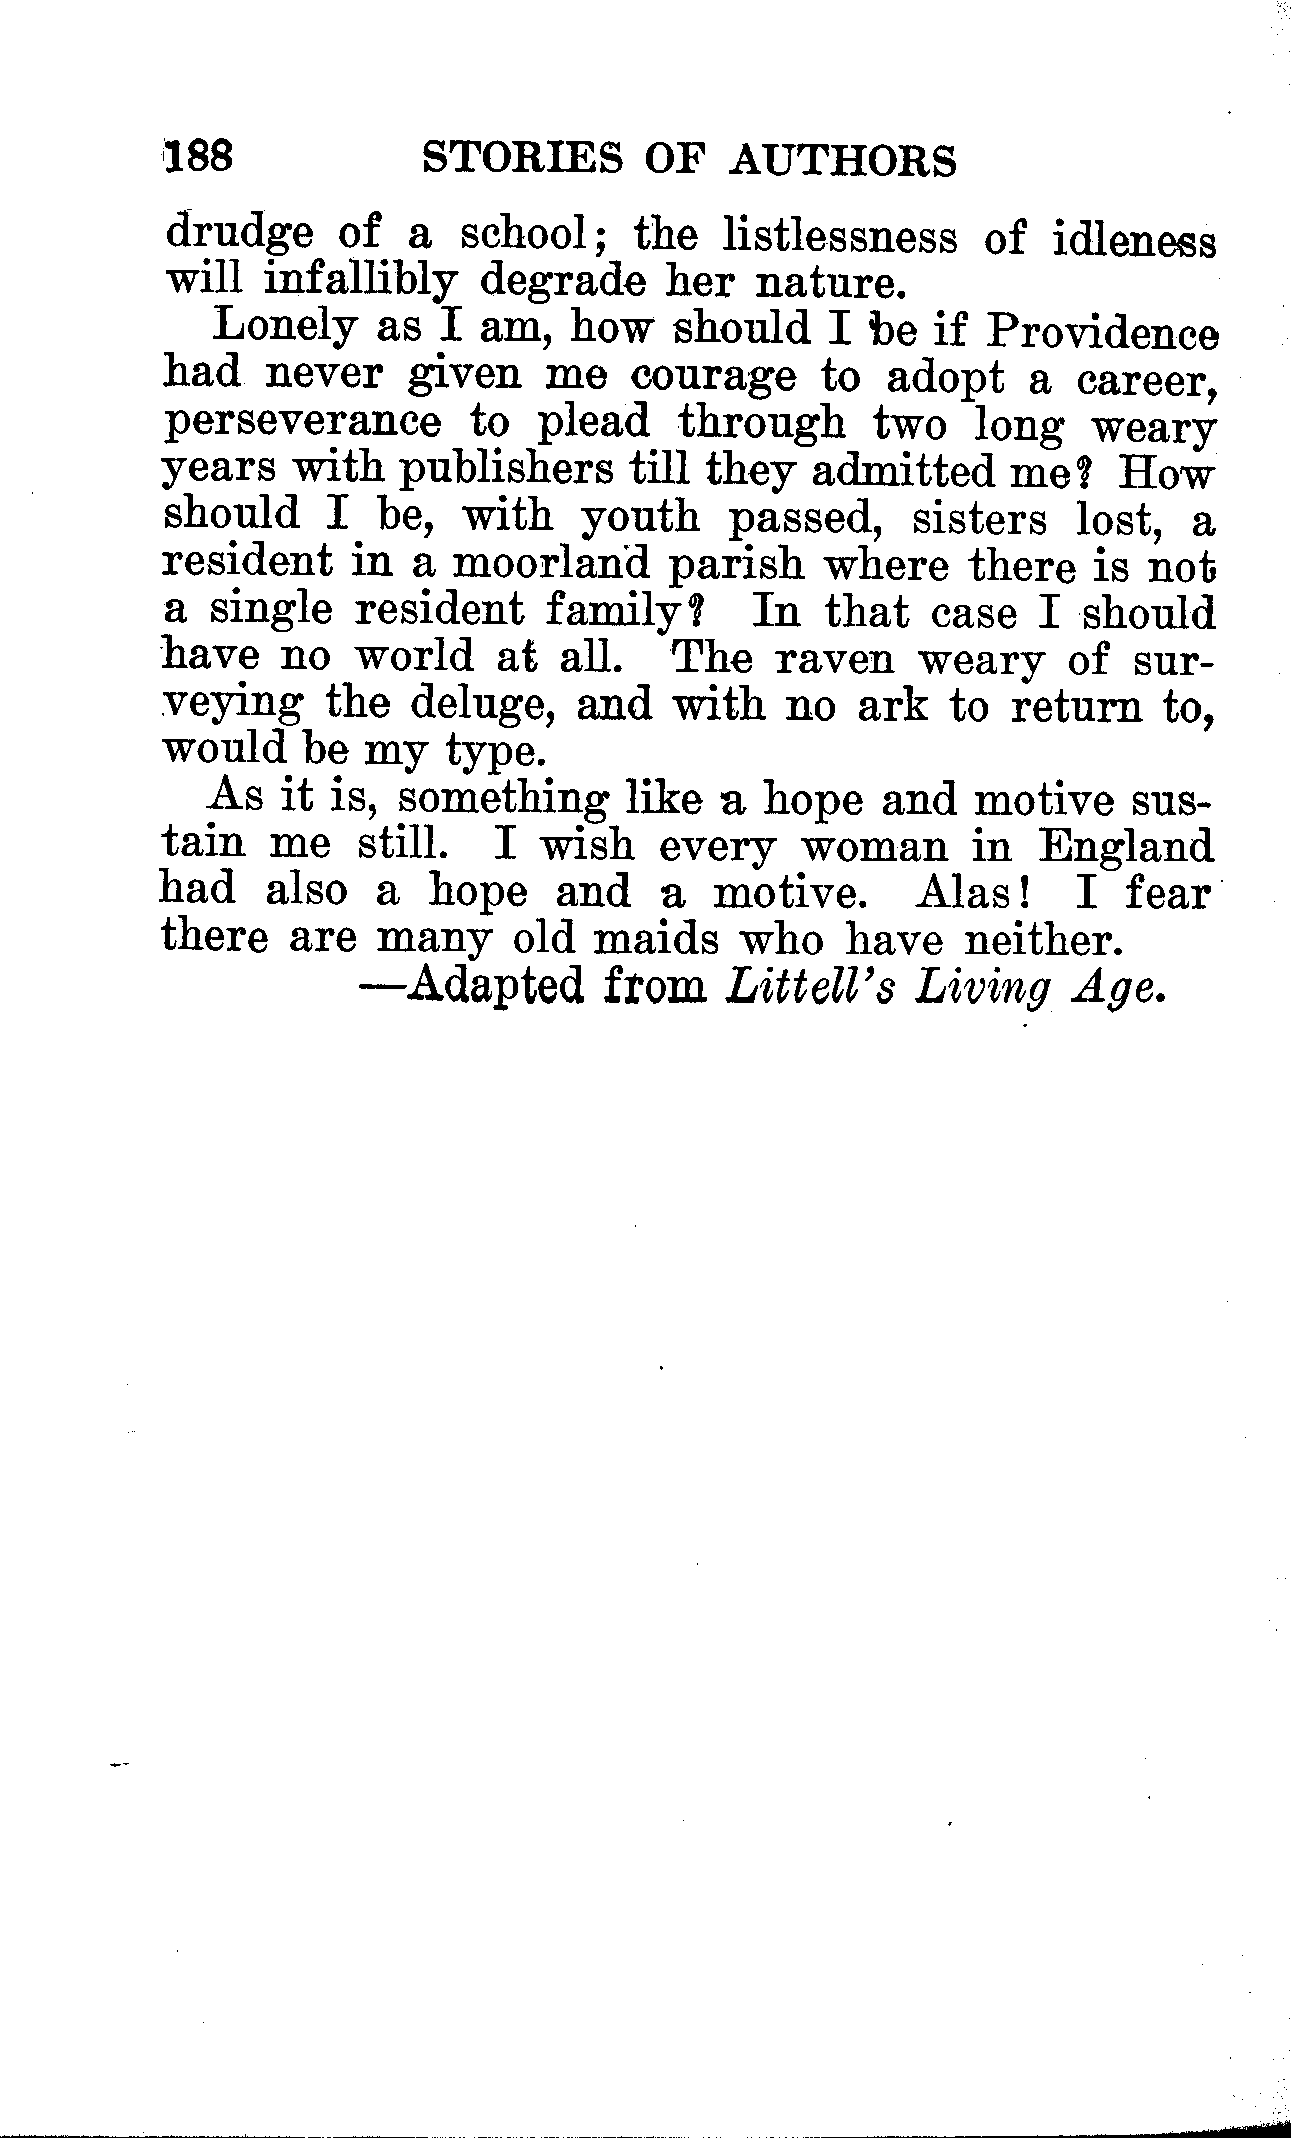 188 STORIES OF AUTHORS
drudge of a school; the listlessness of idleness
will infallibly degrade her nature.
Lonely as I am, how should I be if Providence
had never given me courage to adopt a career,
perseverance to plead through two long weary
years with publishers till they admitted me? How
should I be, with youth passed, sisters lost, a
resident in a moorland parish where there is not
a single resident family? In that case I should
have no world at all. The raven weary of sur-
veying the deluge, and with no ark to return to,
would be my type.
As it is, something like a hope and motive sus-
tain me still. I wish every woman in England
had also a hope and a motive. Alas! I fear
there are many old maids who have neither.
—Adapted from Littell's Living Age.